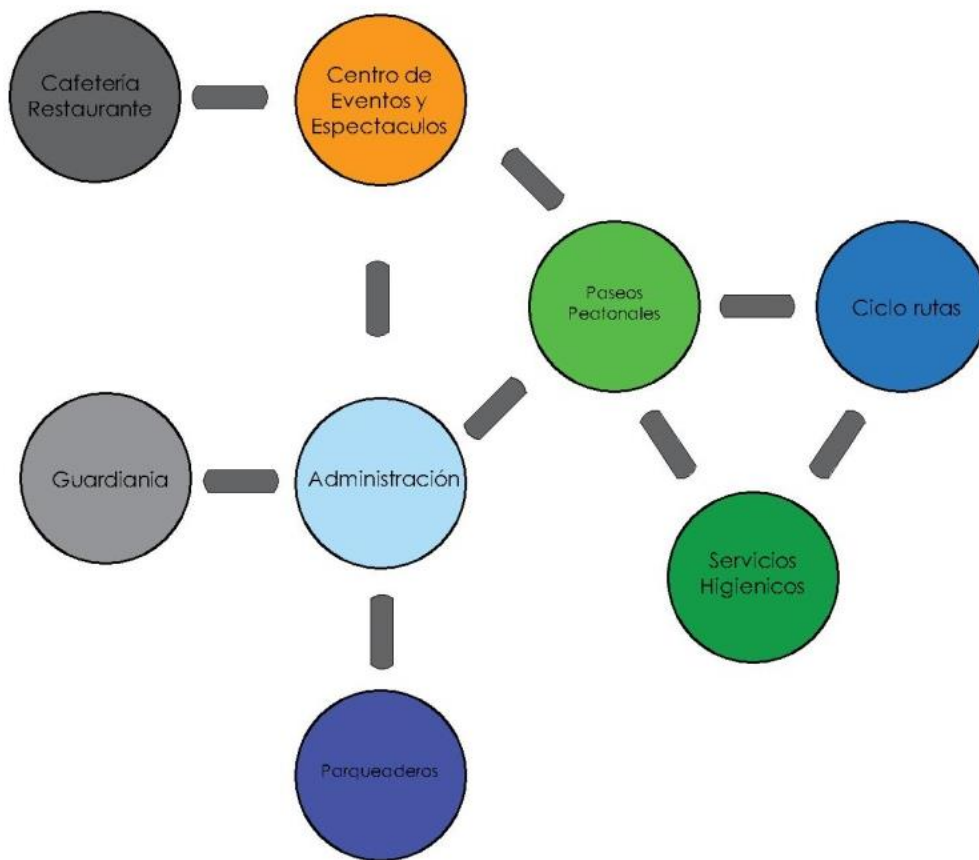 Cafetería
Restaurante
Centro de
Eventos y
Espectaculos
Paseos
Peatonales
Ciclo rutas
Guardiania
Administración
Servicios
Higienicos
Parqueaderos